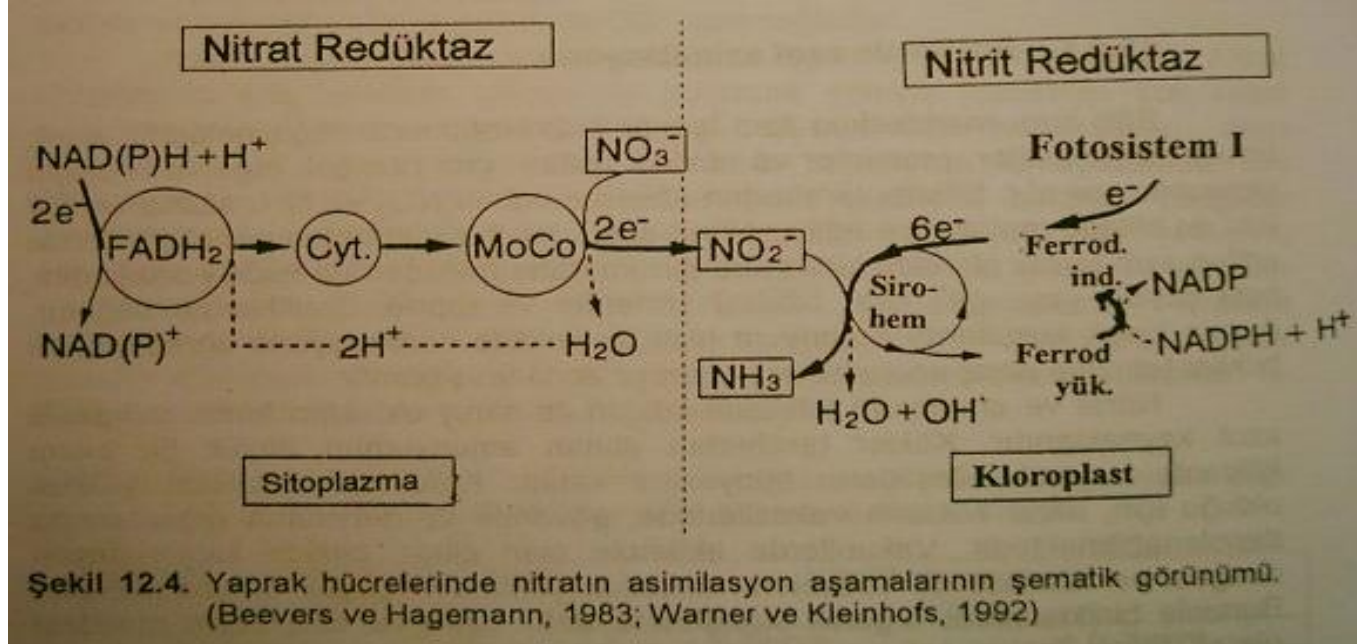 Nitrat Redüktaz
Nitrit Redüktaz
NAD(P)H + H⁺
2e⁻
FADH₂
Cyt.
MoCo
NO₃⁻
2e⁻
NAD(P)⁺
2H⁺
H₂O
Fotosistem I
e⁻
NO₂⁻
6e⁻
Ferrod.
ind.
NADP
Siro-
hem
NADPH + H⁺
Ferrod
yük.
NH₃
H₂O + OH⁻
Sitoplazma
Kloroplast
Şekil 12.4. Yaprak hücrelerinde nitratın asimilasyon aşamalarının şematik görünümü.
(Beevers ve Hagemann, 1983; Warner ve Kleinhofs, 1992)